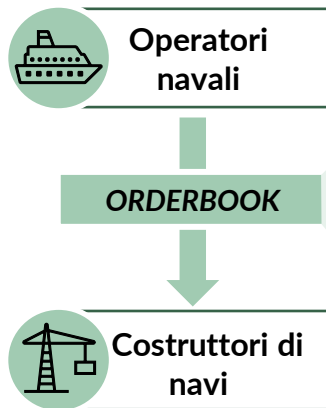 Operatori
navali
ORDERBOOK
Costruttori di
navi